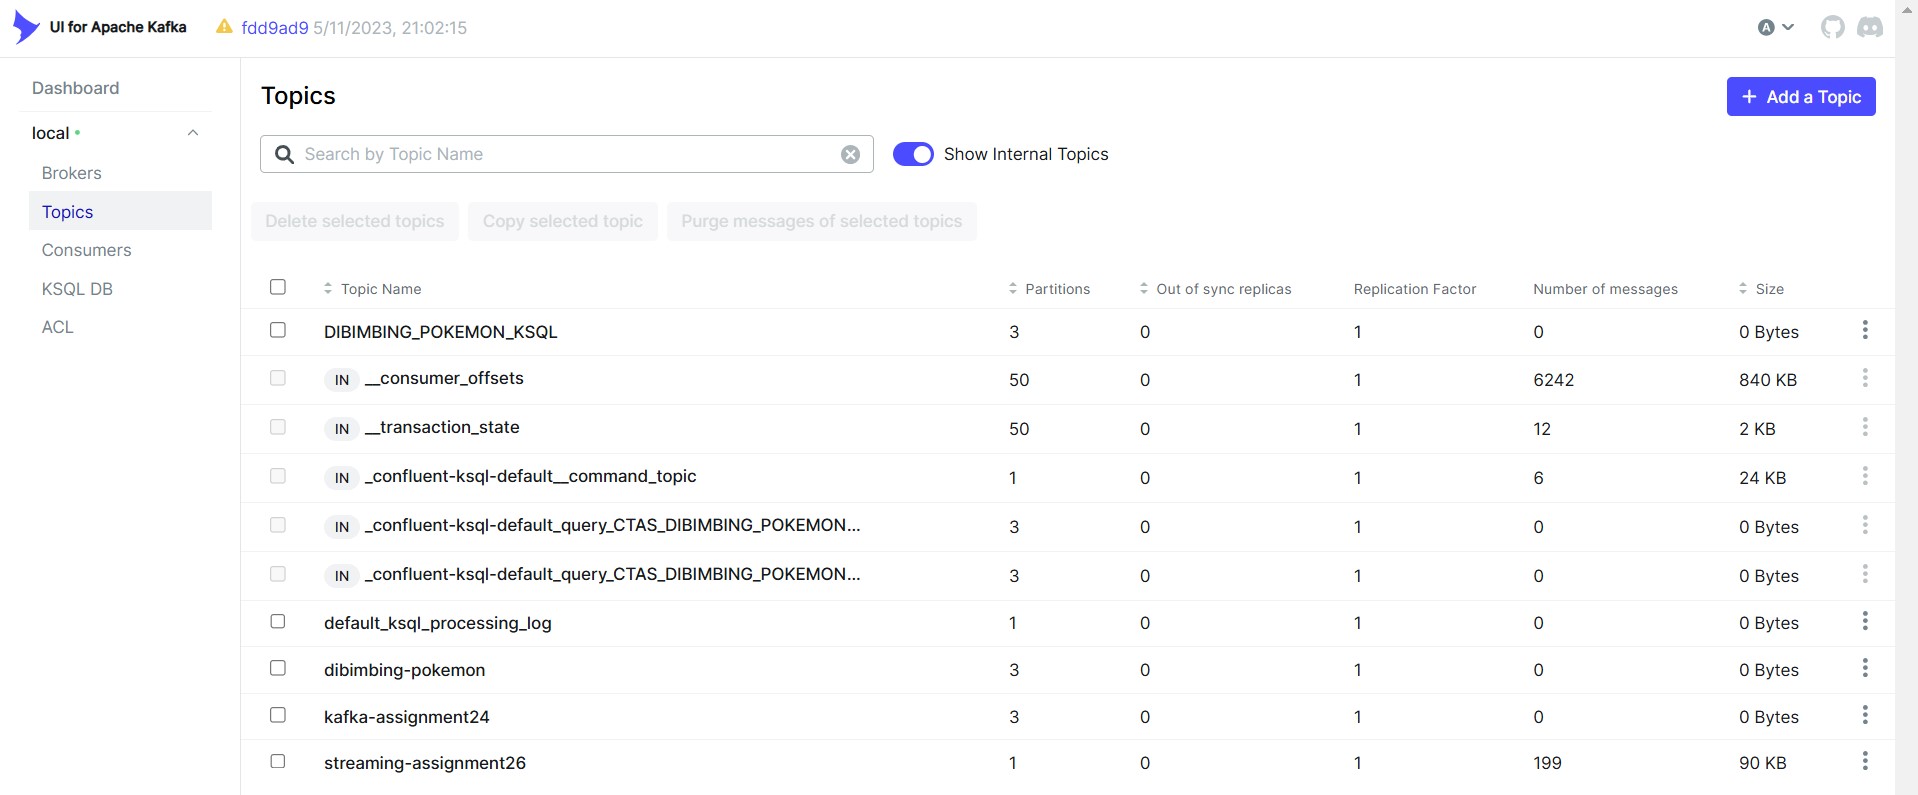 UI for Apache Kafka fdd9ad9 5/11/2023, 21:02:15 A
Dashboard
local
Brokers
Topics
Consumers
KSQL DB
ACL
Topics
+ Add a Topic
Search by Topic Name
Show Internal Topics
Delete selected topics Copy selected topic Purge messages of selected topics
Topic Name Partitions Out of sync replicas Replication Factor Number of messages Size
DIBIMBING_POKEMON_KSQL 3 0 1 0 0 Bytes
IN __consumer_offsets 50 0 1 6242 840 KB
IN __transaction_state 50 0 1 12 2 KB
IN _confluent-ksql-default__command_topic 1 0 1 6 24 KB
IN _confluent-ksql-default_query_CTAS_DIBIMBING_POKEMON... 3 0 1 0 0 Bytes
IN _confluent-ksql-default_query_CTAS_DIBIMBING_POKEMON... 3 0 1 0 0 Bytes
default_ksql_processing_log 1 0 1 0 0 Bytes
dibimbing-pokemon 3 0 1 0 0 Bytes
kafka-assignment24 3 0 1 0 0 Bytes
streaming-assignment26 1 0 1 199 90 KB